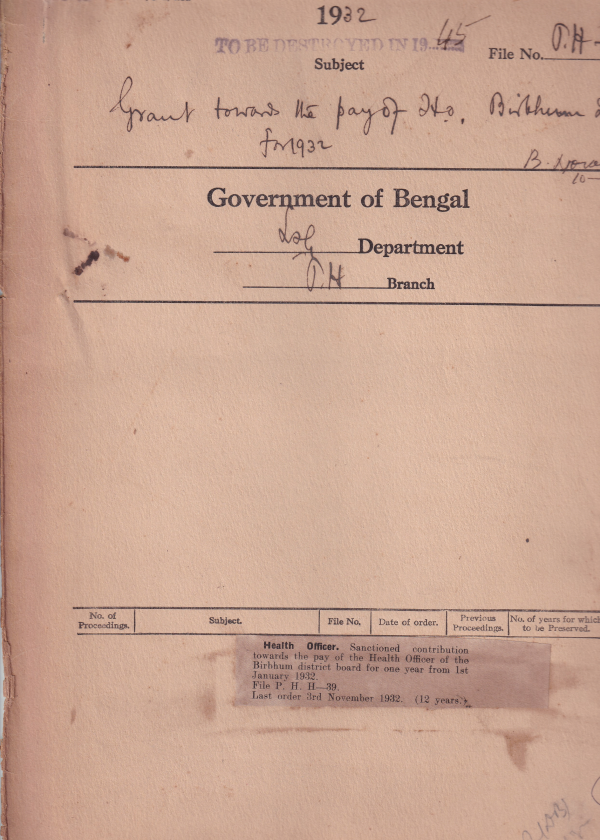 1932
TO BE DESTROYED IN 19...45
Subject
File No. P.H-
Grant towards the pay of H.O. Birbhum
for 1932
Government of Bengal
LSG Department
P.H Branch
No. of Proceedings. Subject. File No. Date of order. Previous Proceedings. No. of years for which to be Preserved.
Health Officer. Sanctioned contribution
towards the pay of the Health Officer of the
Birbhum district board for one year from 1st
January 1932.
File P. H. H—39.
Last order 3rd November 1932. (12 years.)